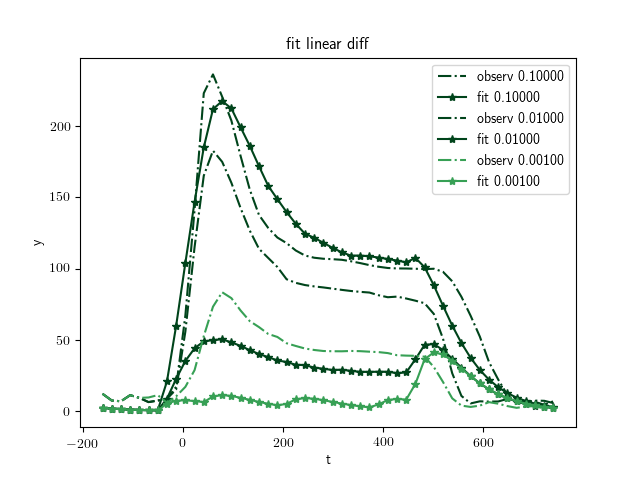 fit linear diff
observ 0.10000
fit 0.10000
observ 0.01000
fit 0.01000
observ 0.00100
fit 0.00100
200
150
100
50
0
y
−200
0
200
400
600
t